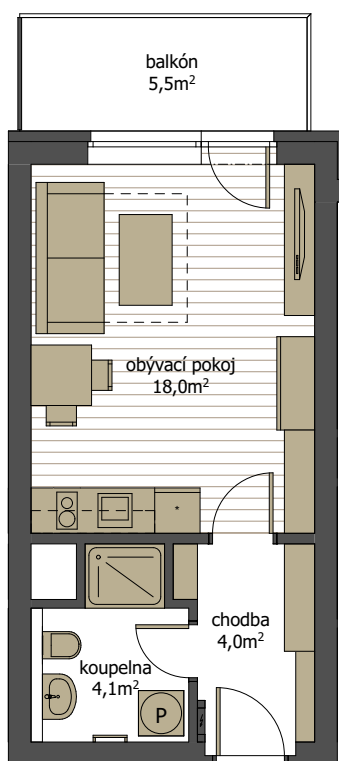 balkón
5,5m²
obývací pokoj
18,0m²
*
chodba
4,0m²
koupelna
4,1m²
P